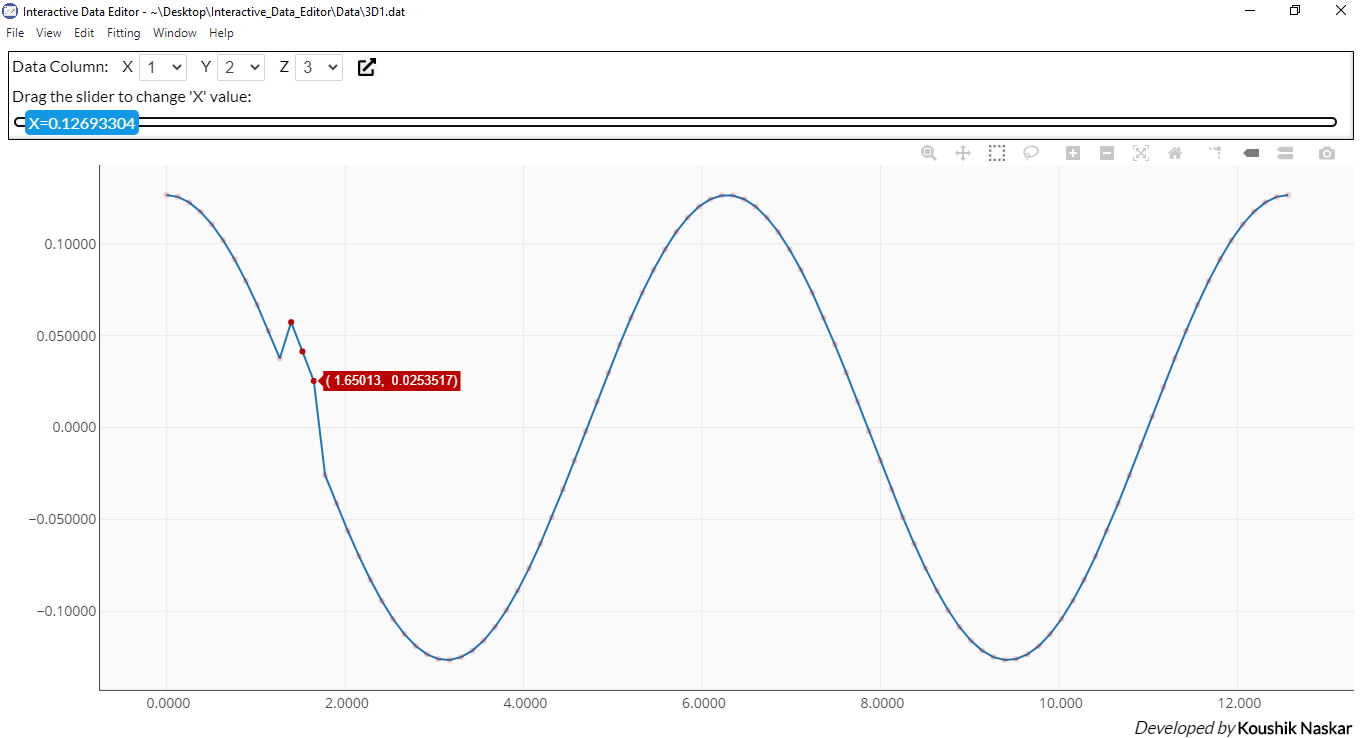 Interactive Data Editor - ~\Desktop\Interactive_Data_Editor\Data\3D1.dat
File View Edit Fitting Window Help
Data Column: X 1 Y 2 Z 3
Drag the slider to change 'X' value:
X=0.12693304
0.10000
0.050000
( 1.65013, 0.0253517)
0.0000
−0.050000
−0.10000
0.0000 2.0000 4.0000 6.0000 8.0000 10.000 12.000
Developed by Koushik Naskar